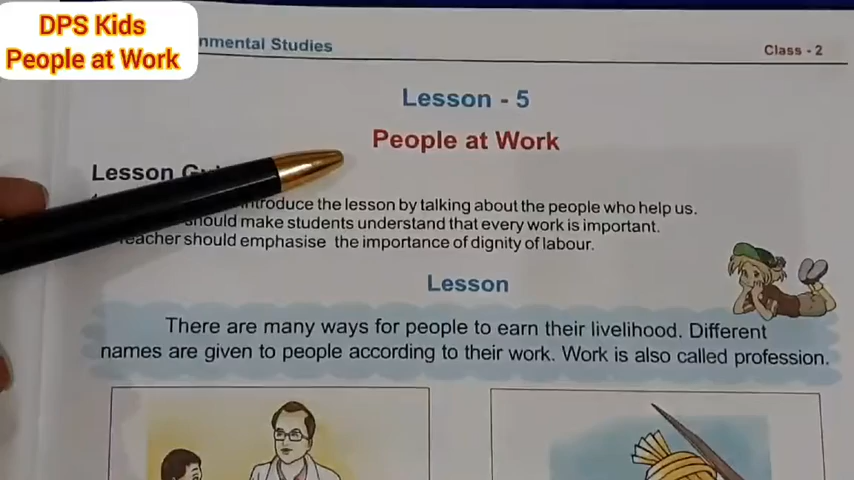 DPS Kids
People at Work
nmental Studies
Class - 2
Lesson - 5
People at Work
Lesson
introduce the lesson by talking about the people who help us.
should make students understand that every work is important.
teacher should emphasise the importance of dignity of labour.
Lesson
There are many ways for people to earn their livelihood. Different
names are given to people according to their work. Work is also called profession.